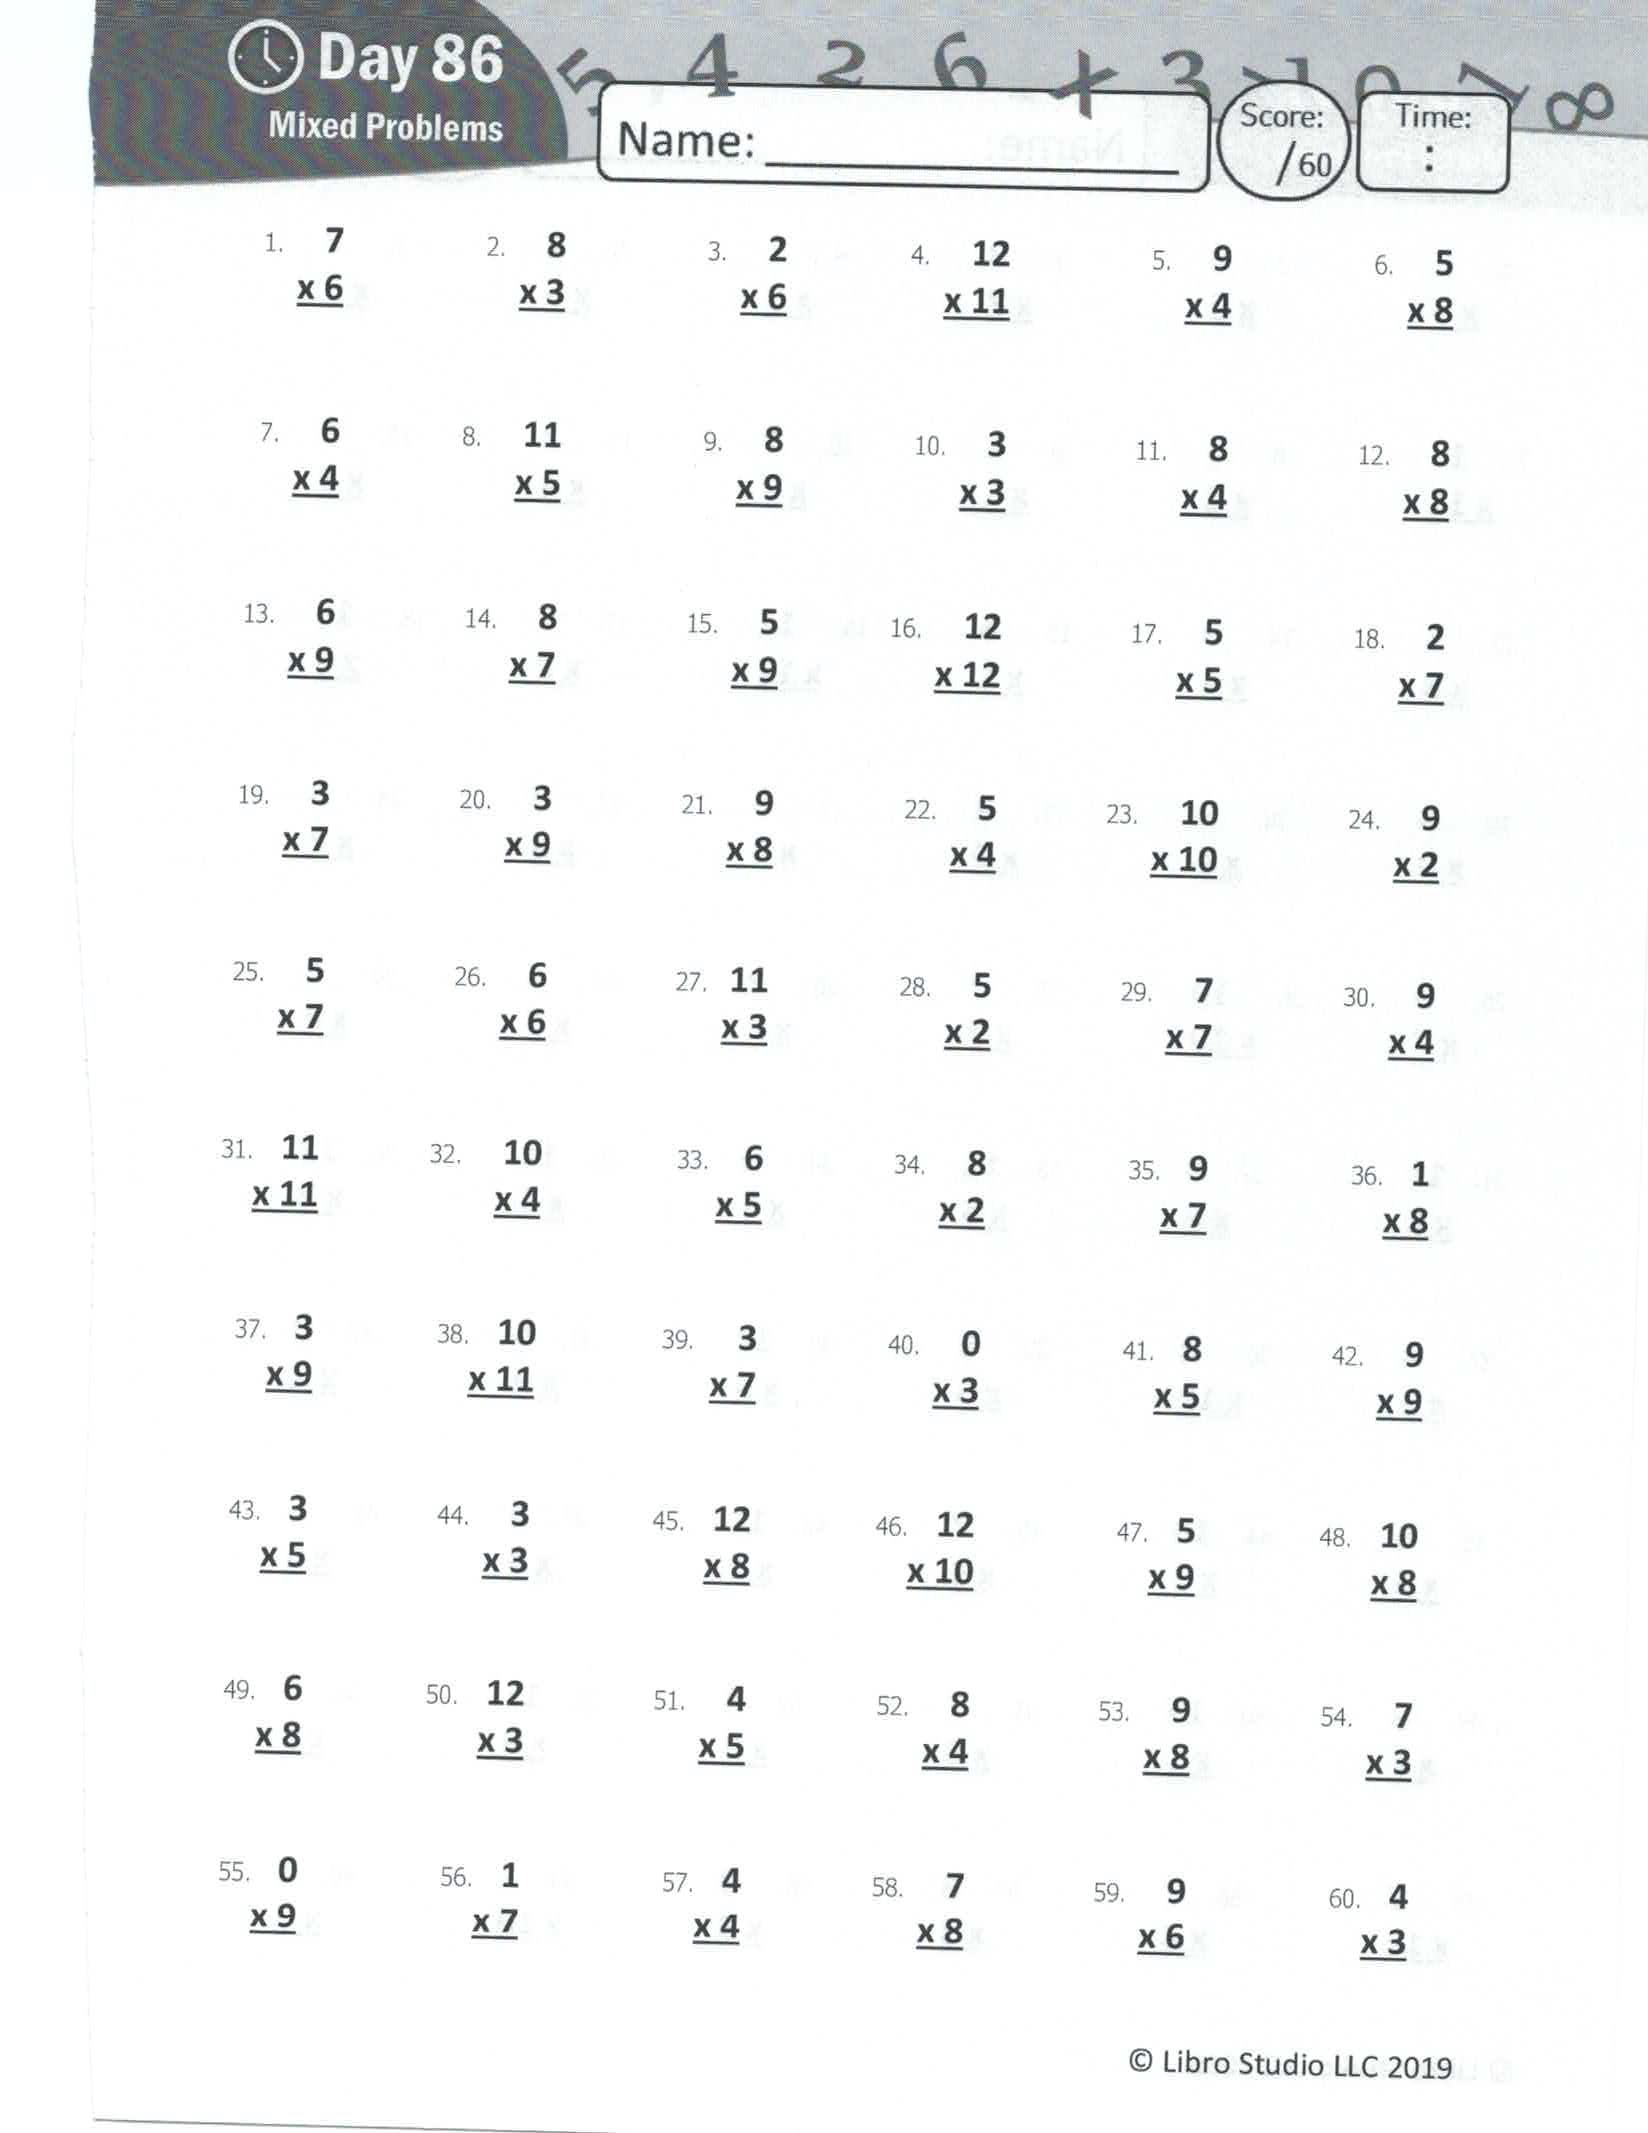 Day 86
Mixed Problems
5 4 2 6 x 3 8
Name:
Score:
/60
Time:
:
1. 7 2. 8 3. 2 4. 12 5. 9 6. 5
x 6 x 3 x 6 x 11 x 4 x 8
7. 6 8. 11 9. 8 10. 3 11. 8 12. 8
x 4 x 5 x 9 x 3 x 4 x 8
13. 6 14. 8 15. 5 16. 12 17. 5 18. 2
x 9 x 7 x 9 x 12 x 5 x 7
19. 3 20. 3 21. 9 22. 5 23. 10 24. 9
x 7 x 9 x 8 x 4 x 10 x 2
25. 5 26. 6 27. 11 28. 5 29. 7 30. 9
x 7 x 6 x 3 x 2 x 7 x 4
31. 11 32. 10 33. 6 34. 8 35. 9 36. 1
x 11 x 4 x 5 x 2 x 7 x 8
37. 3 38. 10 39. 3 40. 0 41. 8 42. 9
x 9 x 11 x 7 x 3 x 5 x 9
43. 3 44. 3 45. 12 46. 12 47. 5 48. 10
x 5 x 3 x 8 x 10 x 9 x 8
49. 6 50. 12 51. 4 52. 8 53. 9 54. 7
x 8 x 3 x 5 x 4 x 8 x 3
55. 0 56. 1 57. 4 58. 7 59. 9 60. 4
x 9 x 7 x 4 x 8 x 6 x 3
© Libro Studio LLC 2019